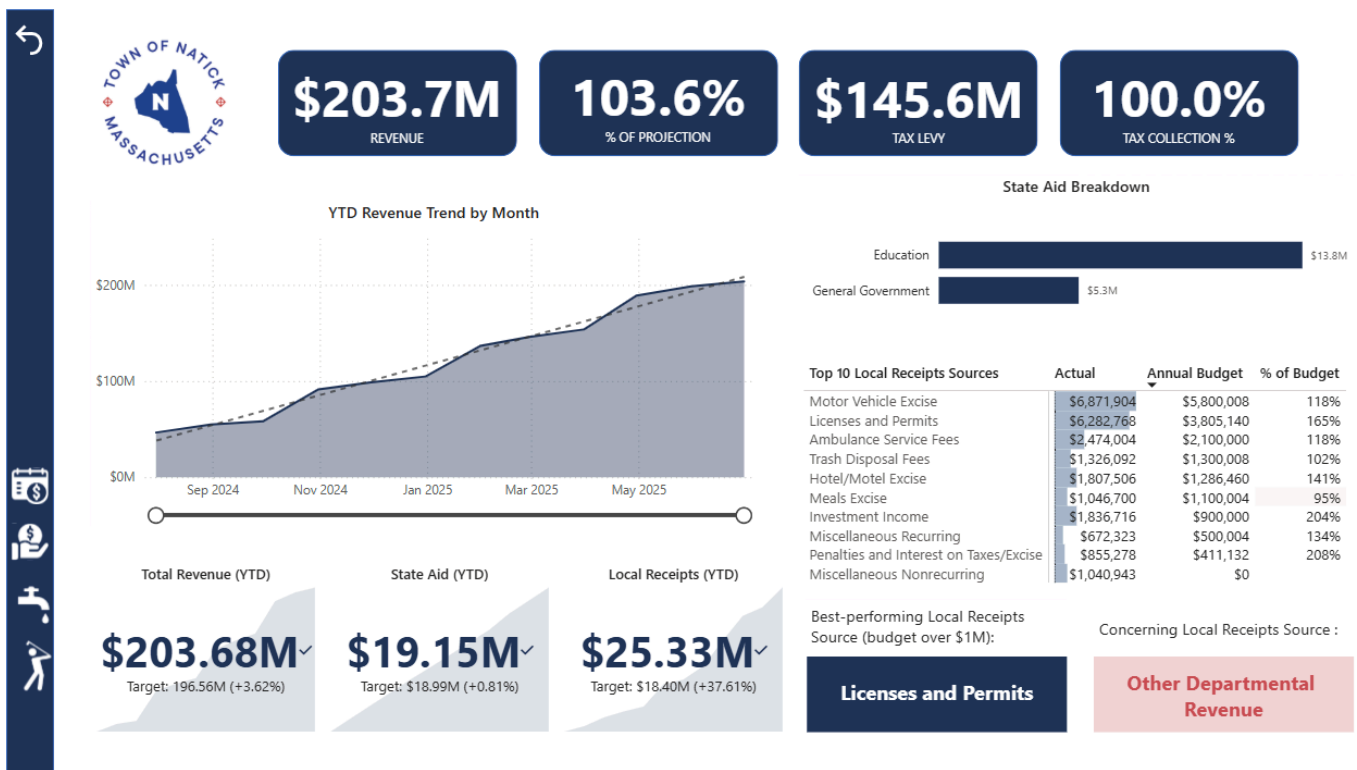 TOWN OF NATICK
N
MASSACHUSETTS
$203.7M
REVENUE
103.6%
% OF PROJECTION
$145.6M
TAX LEVY
100.0%
TAX COLLECTION %
YTD Revenue Trend by Month
$200M
$100M
$0M
Sep 2024 Nov 2024 Jan 2025 Mar 2025 May 2025
State Aid Breakdown
Education $13.8M
General Government $5.3M
Top 10 Local Receipts Sources Actual Annual Budget % of Budget
Motor Vehicle Excise $6,871,904 $5,800,008 118%
Licenses and Permits $6,282,768 $3,805,140 165%
Ambulance Service Fees $2,474,004 $2,100,000 118%
Trash Disposal Fees $1,326,092 $1,300,008 102%
Hotel/Motel Excise $1,807,506 $1,286,460 141%
Meals Excise $1,046,700 $1,100,004 95%
Investment Income $1,836,716 $900,000 204%
Miscellaneous Recurring $672,323 $500,004 134%
Penalties and Interest on Taxes/Excise $855,278 $411,132 208%
Miscellaneous Nonrecurring $1,040,943 $0
Total Revenue (YTD)
$203.68M
Target: 196.56M (+3.62%)
State Aid (YTD)
$19.15M
Target: $18.99M (+0.81%)
Local Receipts (YTD)
$25.33M
Target: $18.40M (+37.61%)
Best-performing Local Receipts
Source (budget over $1M):
Licenses and Permits
Concerning Local Receipts Source :
Other Departmental
Revenue